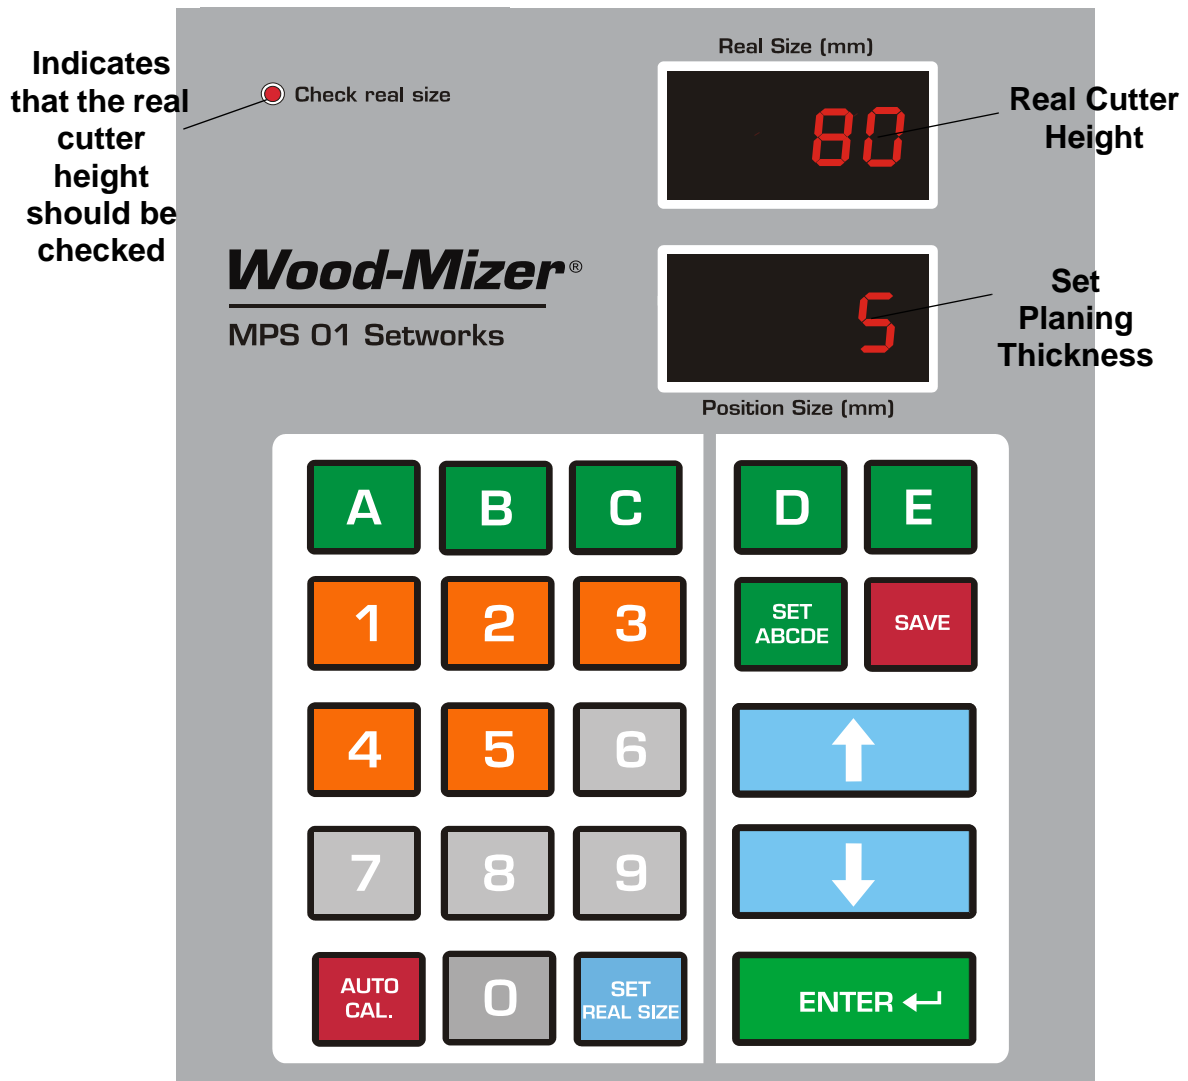 Indicates
that the real
cutter
height
should be
checked
Check real size
Real Size (mm)
80
Real Cutter
Height
Wood-Mizer®
MPS 01 Setworks
5
Set
Planing
Thickness
Position Size (mm)
A B C D E
1 2 3
SET
ABCDE
SAVE
4 5 6
7 8 9
AUTO
CAL.
0
SET
REAL SIZE
ENTER